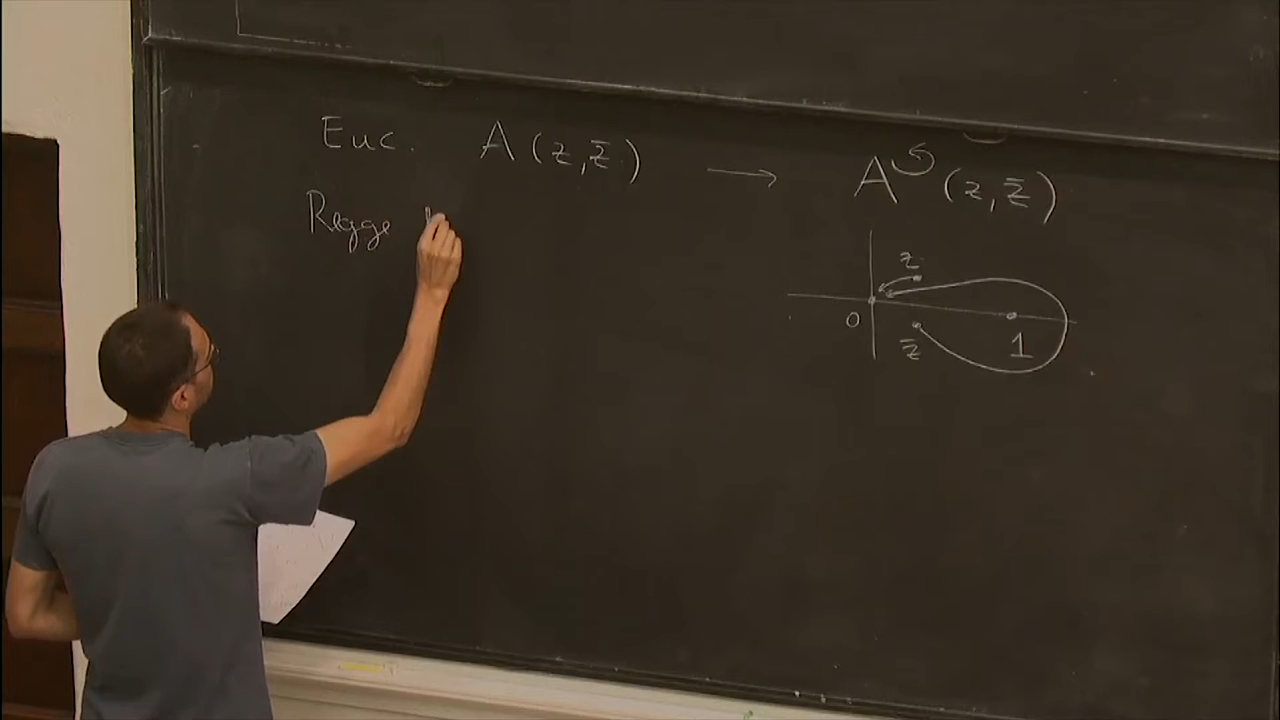 Euc. A(z, z̄) → A↺(z, z̄)
Regge
z
0 1
z̄